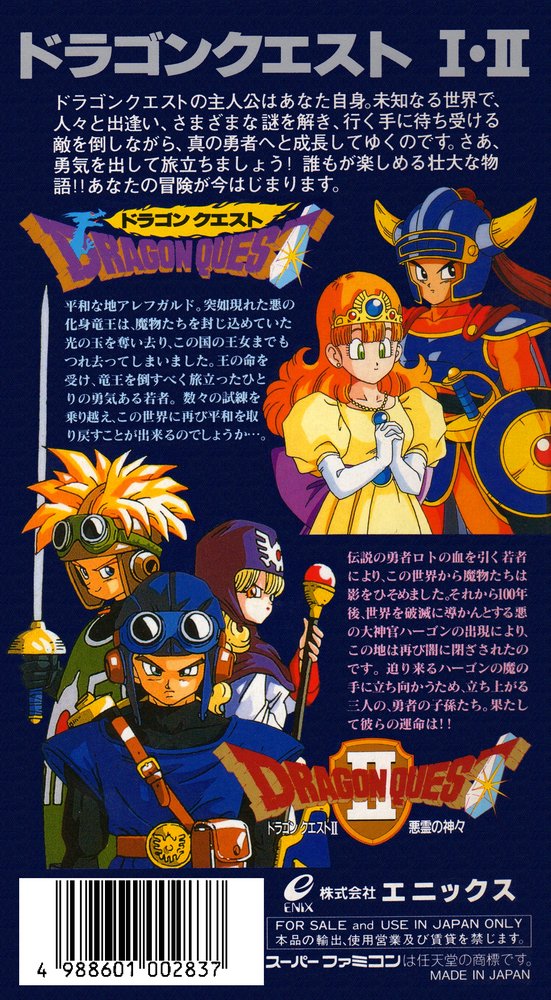 ドラゴンクエスト I・II
ドラゴンクエストの主人公はあなた自身。未知なる世界で、
人々と出逢い、さまざまな謎を解き、行く手に待ち受ける
敵を倒しながら、真の勇者へと成長してゆくのです。さあ、
勇気を出して旅立ちましょう! 誰もが楽しめる壮大な物
語!!あなたの冒険が今はじまります。
ドラゴン クエスト
DRAGON QUEST
平和な地アレフガルド。突如現れた悪の
化身竜王は、魔物たちを封じ込めていた
光の玉を奪い去り、この国の王女までも
つれ去ってしまいました。王の命を
受け、竜王を倒すべく旅立ったひと
りの勇気ある若者。 数々の試練を
乗り越え、この世界に再び平和を取
り戻すことが出来るのでしょうか…。
伝説の勇者ロトの血を引く若者
により、この世界から魔物たちは
影をひそめました。それから100年
後、世界を破滅に導かんとする悪
の大神官ハーゴンの出現により、
この地は再び闇に閉ざされたの
です。 迫り来るハーゴンの魔の
手に立ち向かうため、立ち上がる
三人の、勇者の子孫たち。果たし
て彼らの運命は!!
DRAGON QUEST
II
ドラゴン クエストII 悪霊の神々
ENIX 株式会社 エニックス
FOR SALE and USE IN JAPAN ONLY
本品の輸出、使用営業及び賃貸を禁じます。
スーパーファミコンは任天堂の商標です。
MADE IN JAPAN
4 988601 002837